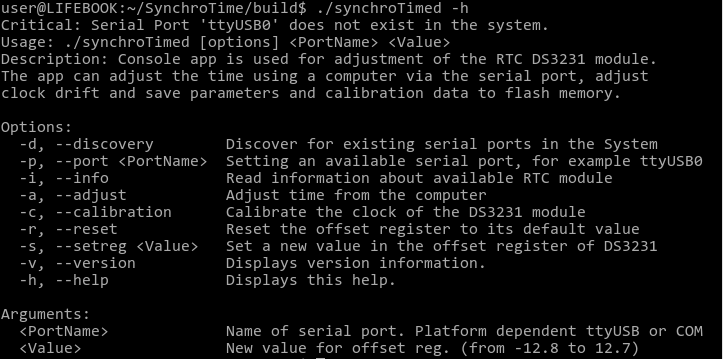 user@LIFEBOOK:~/SynchroTime/build$ ./synchroTimed -h
Critical: Serial Port 'ttyUSB0' does not exist in the system.
Usage: ./synchroTimed [options] <PortName> <Value>
Description: Console app is used for adjustment of the RTC DS3231 module.
The app can adjust the time using a computer via the serial port, adjust
clock drift and save parameters and calibration data to flash memory.

Options:
  -d, --discovery        Discover for existing serial ports in the System
  -p, --port <PortName>  Setting an available serial port, for example ttyUSB0
  -i, --info             Read information about available RTC module
  -a, --adjust           Adjust time from the computer
  -c, --calibration      Calibrate the clock of the DS3231 module
  -r, --reset            Reset the offset register to its default value
  -s, --setreg <Value>   Set a new value in the offset register of DS3231
  -v, --version          Displays version information.
  -h, --help             Displays this help.

Arguments:
  <PortName>             Name of serial port. Platform dependent ttyUSB or COM
  <Value>                New value for offset reg. (from -12.8 to 12.7)